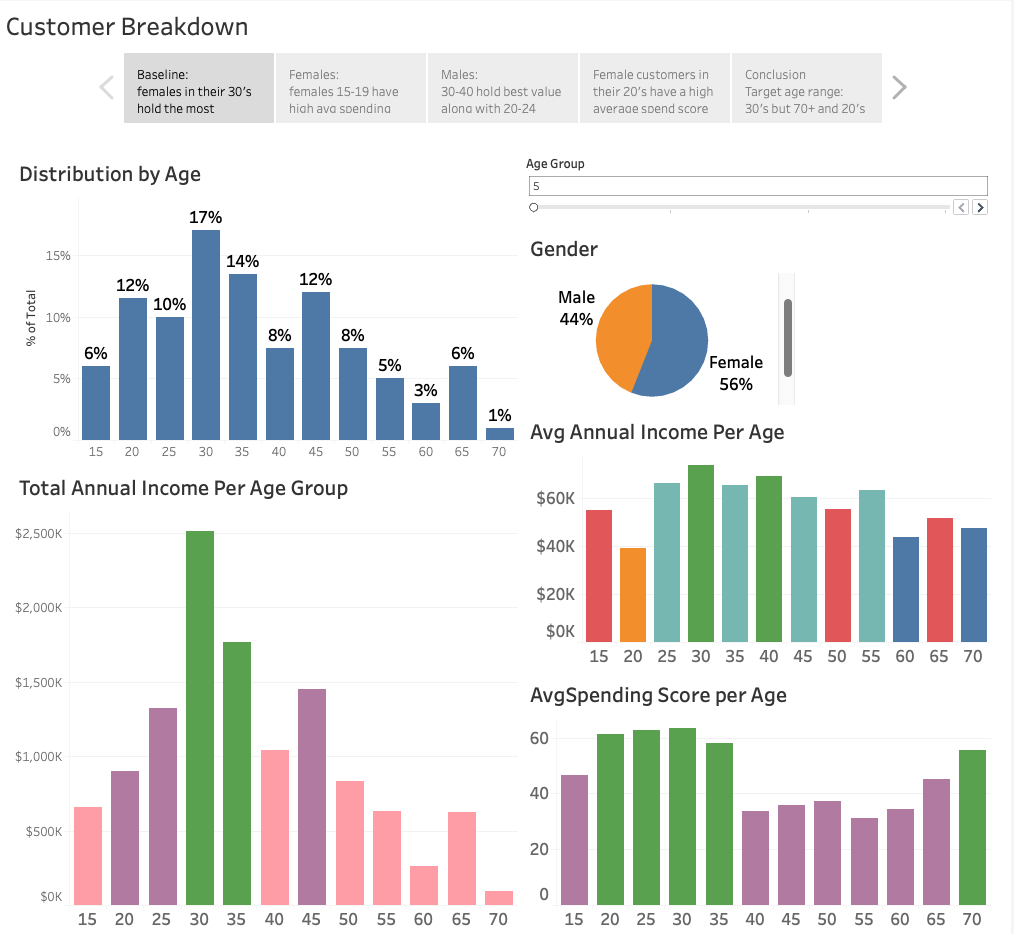 Customer Breakdown
Baseline:
females in their 30's
hold the most
Females:
females 15-19 have
high avg spending
Males:
30-40 hold best value
along with 20-24
Female customers in
their 20's have a high
average spend score
Conclusion
Target age range:
30's but 70+ and 20's
Distribution by Age
% of Total
15%
10%
5%
0%
6%
12%
10%
17%
14%
8%
12%
8%
5%
3%
6%
1%
15 20 25 30 35 40 45 50 55 60 65 70
Age Group
5
Gender
Male
44%
Female
56%
Avg Annual Income Per Age
$60K
$40K
$20K
$0K
15 20 25 30 35 40 45 50 55 60 65 70
Total Annual Income Per Age Group
$2,500K
$2,000K
$1,500K
$1,000K
$500K
$0K
15 20 25 30 35 40 45 50 55 60 65 70
AvgSpending Score per Age
60
40
20
0
15 20 25 30 35 40 45 50 55 60 65 70